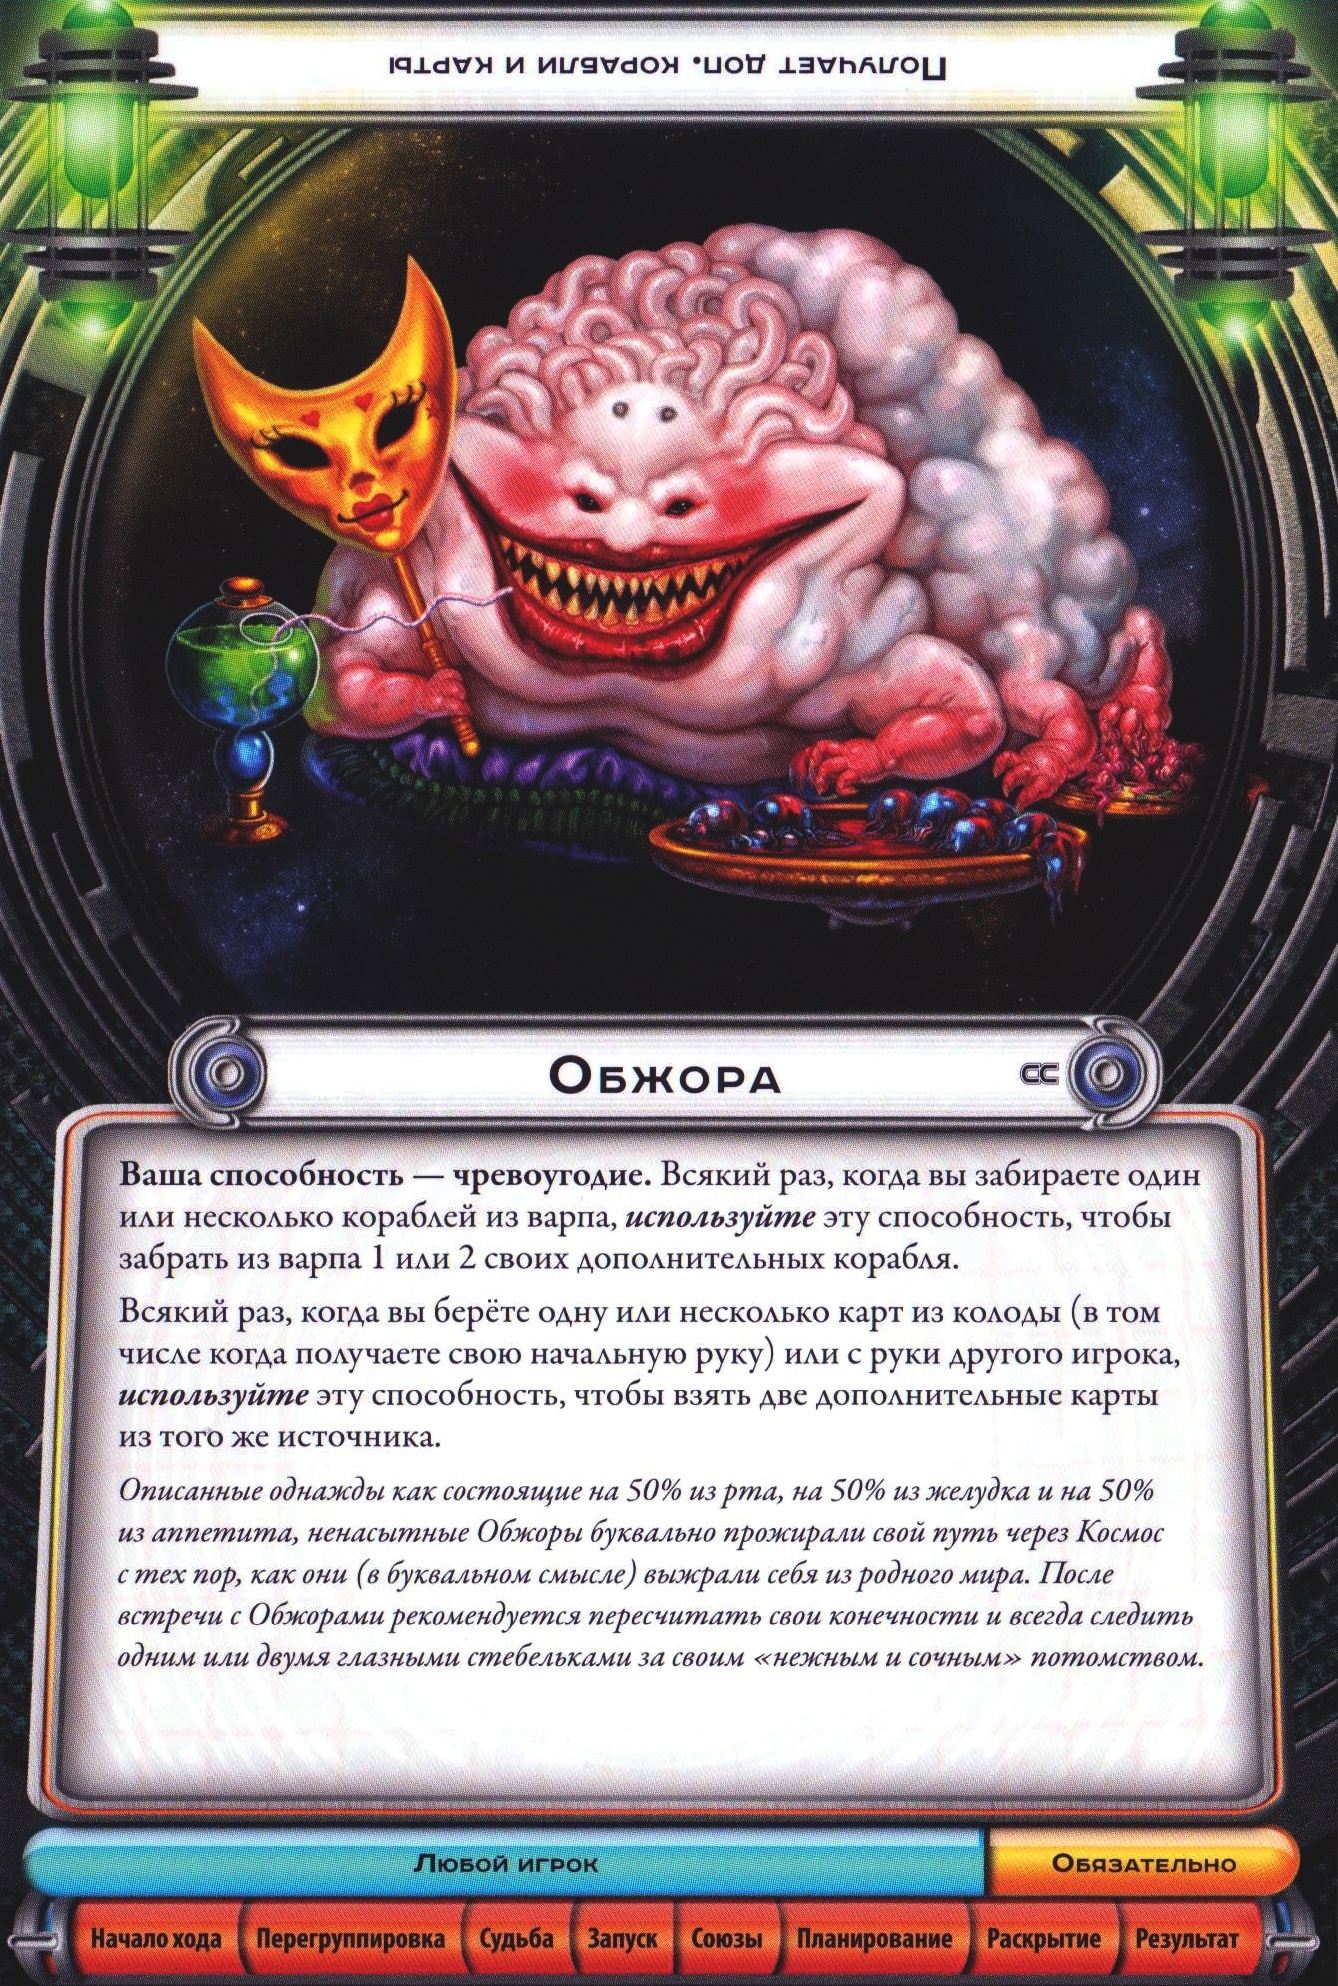 Получает доп. корабли и карты
Обжора
CC
Ваша способность — чревоугодие. Всякий раз, когда вы забираете один
или несколько кораблей из варпа, используйте эту способность, чтобы
забрать из варпа 1 или 2 своих дополнительных корабля.
Всякий раз, когда вы берёте одну или несколько карт из колоды (в том
числе когда получаете свою начальную руку) или с руки другого игрока,
используйте эту способность, чтобы взять две дополнительные карты
из того же источника.
Описанные однажды как состоящие на 50% из рта, на 50% из желудка и на 50%
из аппетита, ненасытные Обжоры буквально прожирали свой путь через Космос
с тех пор, как они (в буквальном смысле) выжрали себя из родного мира. После
встречи с Обжорами рекомендуется пересчитать свои конечности и всегда следить
одним или двумя глазными стебельками за своим «нежным и сочным» потомством.
Любой игрок Обязательно
Начало хода Перегруппировка Судьба Запуск Союзы Планирование Раскрытие Результат